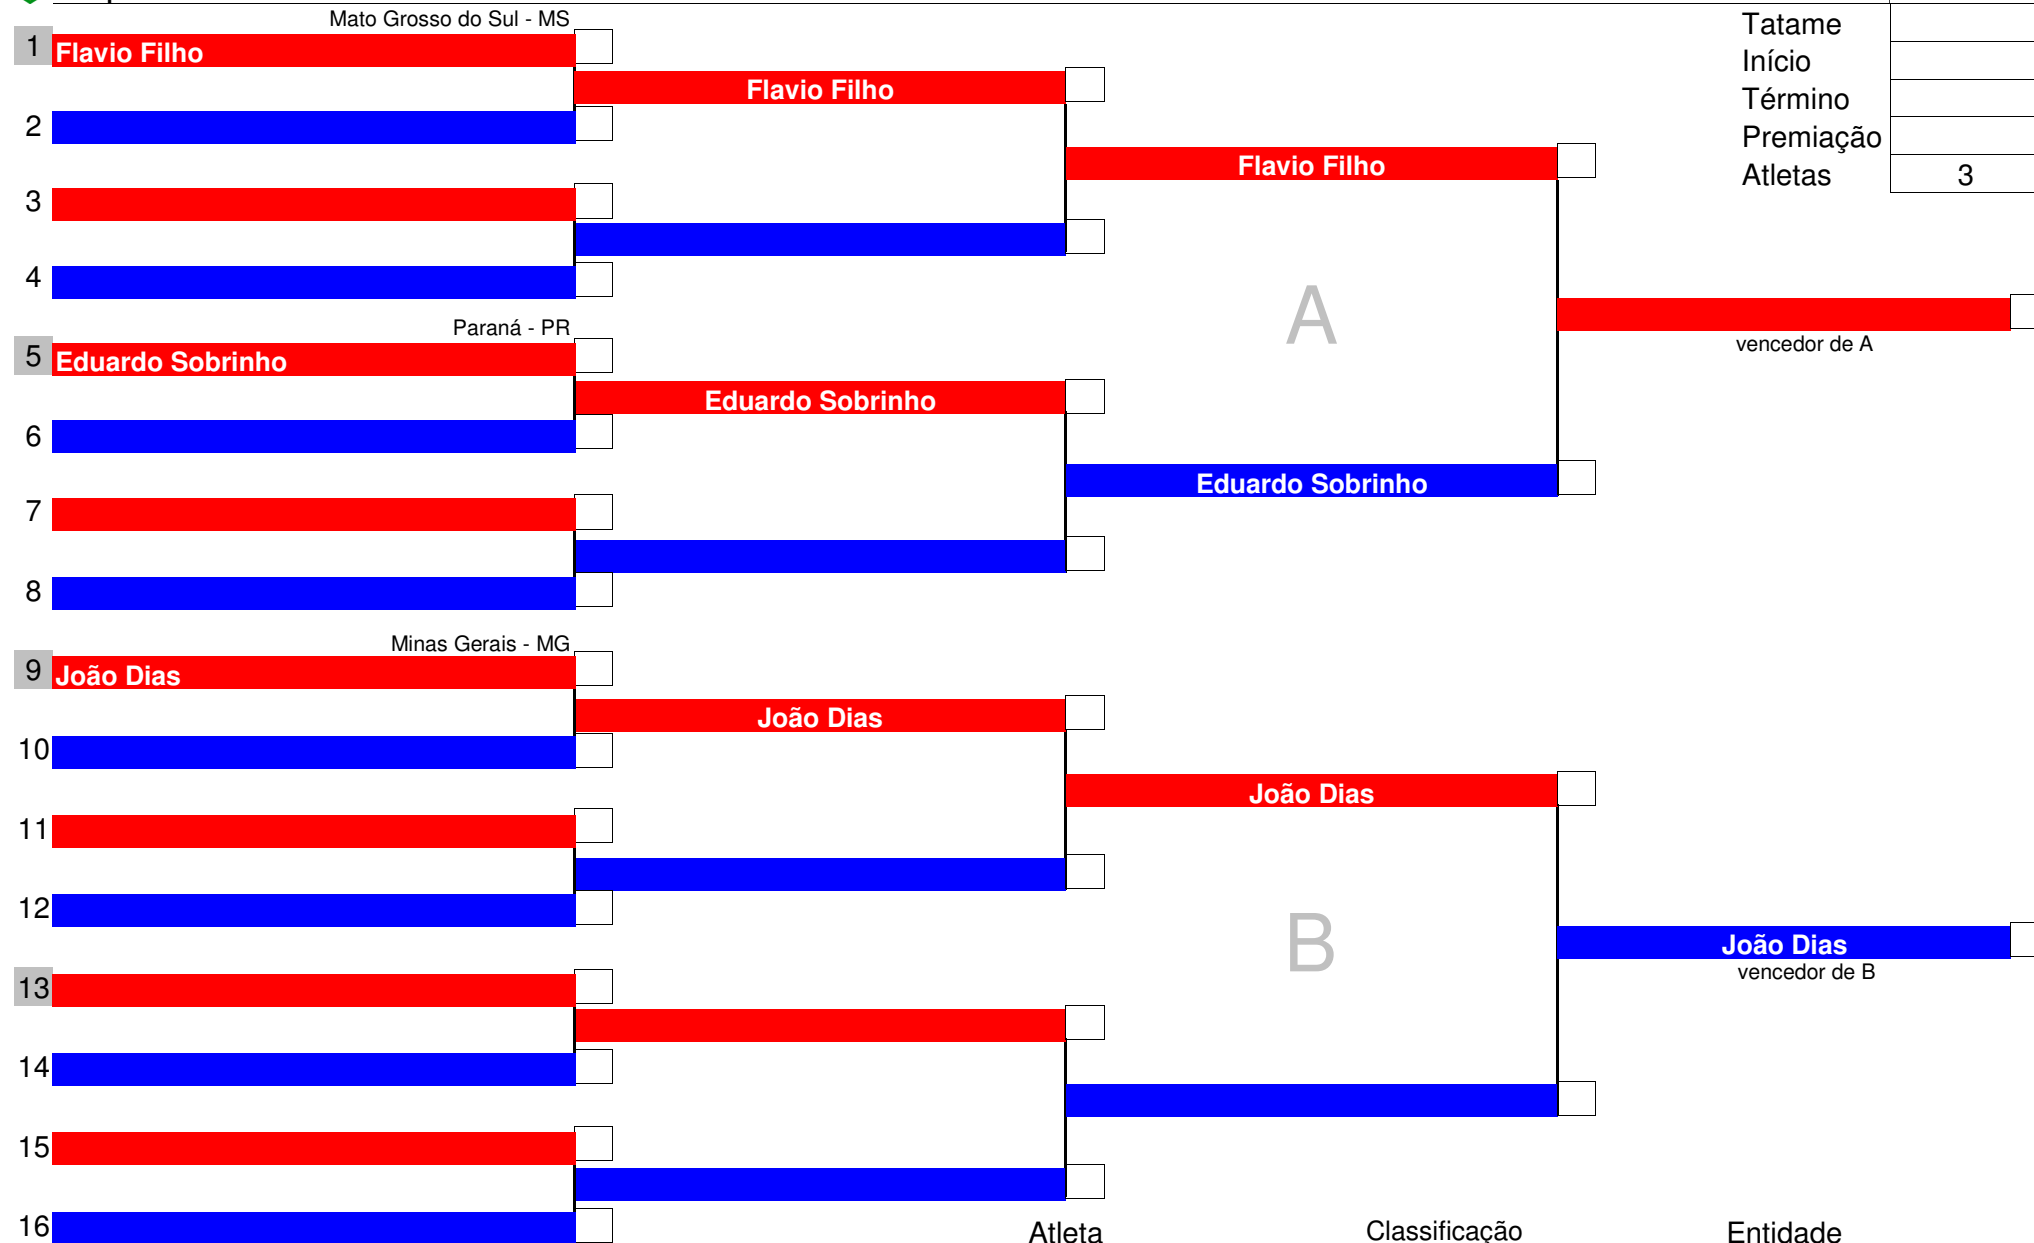 Mato Grosso do Sul - MS
Tatame
1 Flavio Filho
Início
Flavio Filho
Término
2
Premiação
Flavio Filho
Atletas 3
3
4
A
Paraná - PR
vencedor de A
5 Eduardo Sobrinho
Eduardo Sobrinho
6
Eduardo Sobrinho
7
8
Minas Gerais - MG
9 João Dias
João Dias
10
João Dias
11
12
B
João Dias
vencedor de B
13
14
15
16
Atleta Classificação Entidade